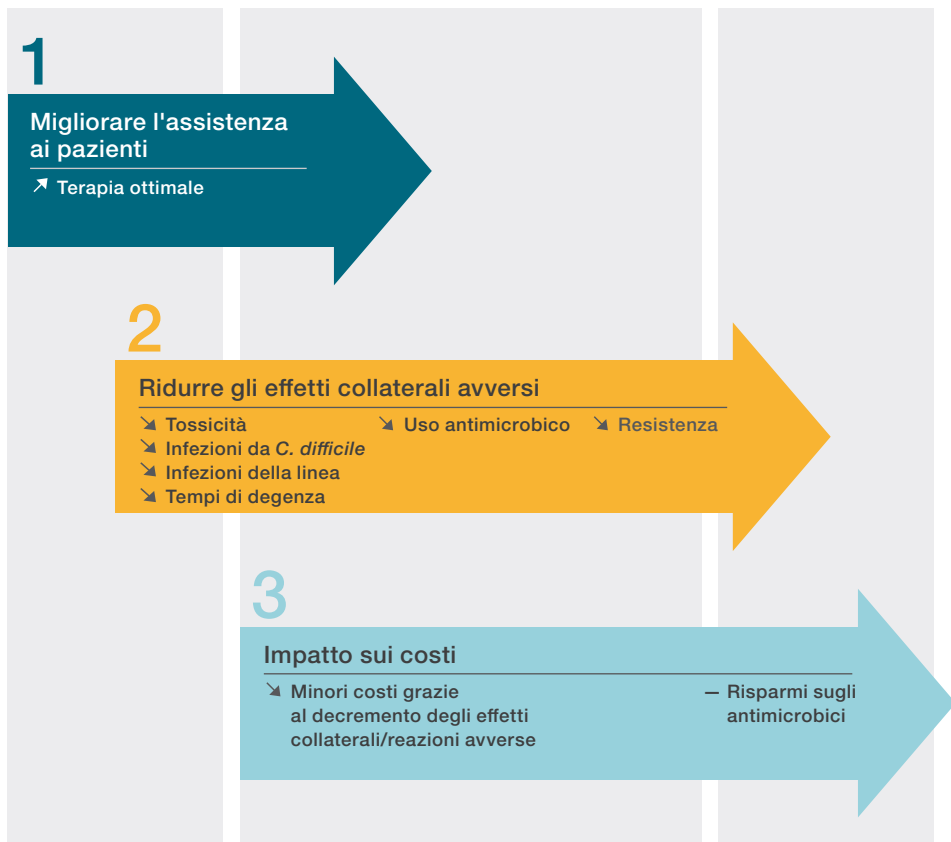 1
Migliorare l'assistenza
ai pazienti
↗ Terapia ottimale
2
Ridurre gli effetti collaterali avversi
↘ Tossicità
↘ Infezioni da C. difficile
↘ Infezioni della linea
↘ Tempi di degenza
↘ Uso antimicrobico
↘ Resistenza
3
Impatto sui costi
↘ Minori costi grazie
al decremento degli effetti
collaterali/reazioni avverse
– Risparmi sugli
antimicrobici